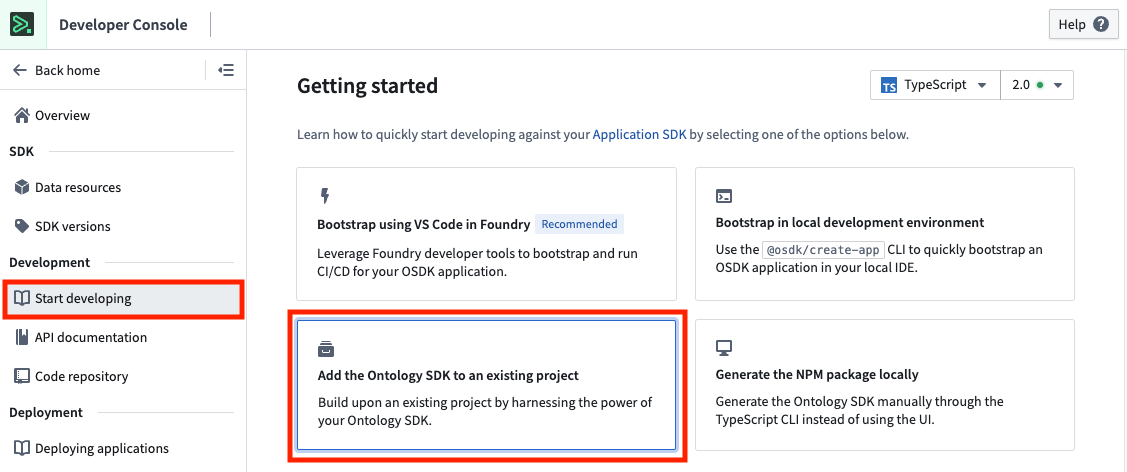 Developer Console
Help
Back home
Overview
SDK
Data resources
SDK versions
Development
Start developing
API documentation
Code repository
Deployment
Deploying applications
Getting started
TS TypeScript
2.0
Learn how to quickly start developing against your Application SDK by selecting one of the options below.
Bootstrap using VS Code in Foundry Recommended
Leverage Foundry developer tools to bootstrap and run
CI/CD for your OSDK application.
Bootstrap in local development environment
Use the @osdk/create-app CLI to quickly bootstrap an
OSDK application in your local IDE.
Add the Ontology SDK to an existing project
Build upon an existing project by harnessing the power of
your Ontology SDK.
Generate the NPM package locally
Generate the Ontology SDK manually through the
TypeScript CLI instead of using the UI.